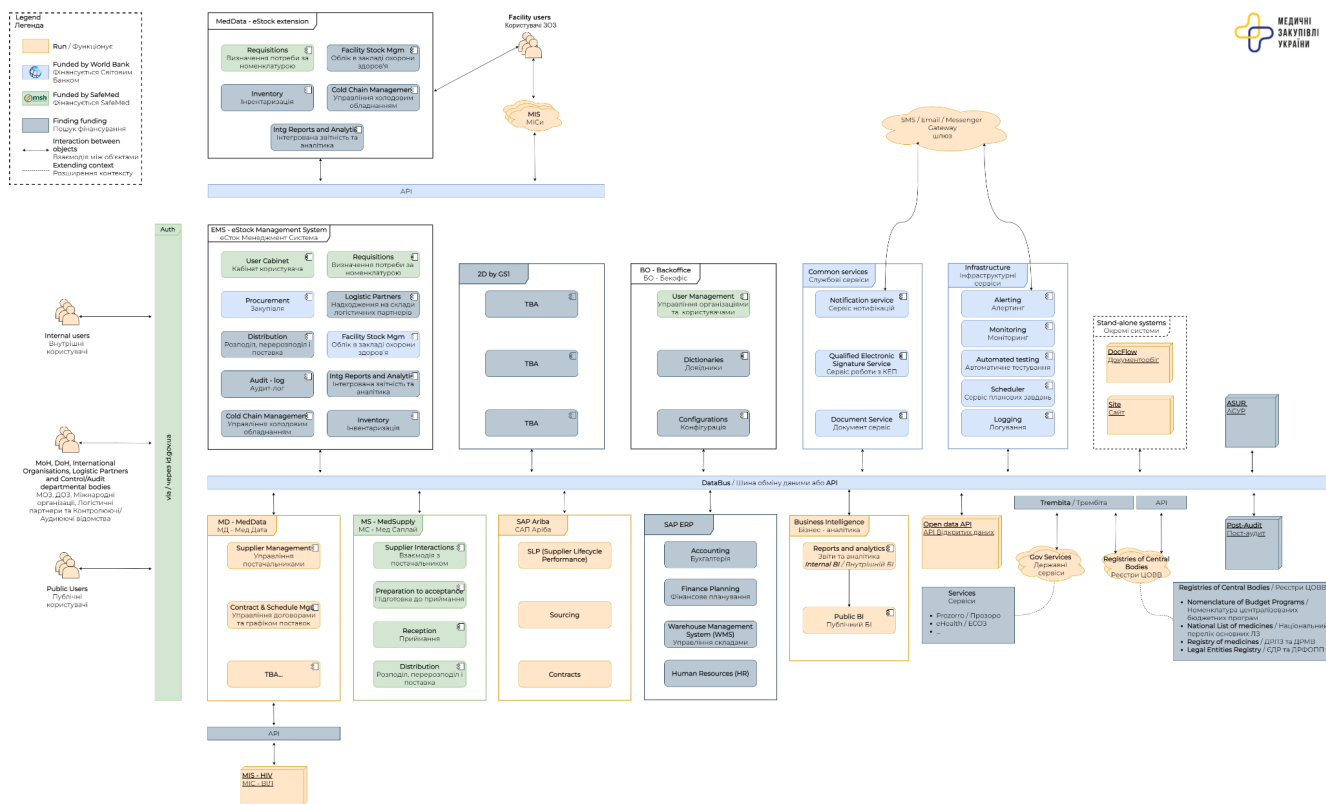 Legend
Легенда
Run / Функціонує
Funded by World Bank
Фінансується Світовим
Банком
msh
Funded by SafeMed
Фінансується SafeMed
Finding funding
Пошук фінансування
Interaction between
objects
Взаємодія між об'єктами
Extending context
Розширення контексту
MedData - eStock extension
Requisitions
Визначення потреби за
номенклатурою
Facility Stock Mgm
Облік в закладі охорони
здоров'я
Inventory
Інвентаризація
Cold Chain Management
Управління холодовим
обладнанням
Intg Reports and Analytic
Інтегрована звітність та
аналітика
Facility users
Користувачі ЗОЗ
MIS
МІСи
SMS / Email / Messenger
Gateway
шлюз
МЕДИЧНІ
ЗАКУПІВЛІ
УКРАЇНИ
API
Auth
via / через id.gov.ua
Internal users
Внутрішні
користувачі
MoH, DoH, International
Organisations, Logistic Partners
and Control/Audit
departmental bodies
МОЗ, ДОЗ, Міжнародні
організації, Логістичні
партнери та Контролюючі/
Аудиюючі відомства
Public Users
Публічні
користувачі
EMS - eStock Management System
еСток Менеджмент Система
User Cabinet
Кабінет користувача
Requisitions
Визначення потреби за
номенклатурою
Procurement
Закупівля
Logistic Partners
Надходження на склади
логістичних партнерів
Distribution
Розподіл, перерозподіл і
поставка
Facility Stock Mgm
Облік в закладі охорони
здоров'я
Audit - log
Аудит-лог
Intg Reports and Analytic
Інтегрована звітність та
аналітика
Cold Chain Management
Управління холодовим
обладнанням
Inventory
Інвентаризація
2D by GS1
TBA
TBA
TBA
BO - Backoffice
БО - Бекофіс
User Management
Управління організаціями
та користувачами
Dictionaries
Довідники
Configurations
Конфігурація
Common services
Службові сервіси
Notification service
Сервіс нотифікацій
Qualified Electronic
Signature Service
Сервіс роботи з КЕП
Document Service
Документ сервіс
Infrastructure
Інфраструктурні
сервіси
Alerting
Алертинг
Monitoring
Моніторинг
Automated testing
Автоматичне тестування
Scheduler
Сервіс планових завдань
Logging
Логування
Stand-alone systems
Окремі системи
DocFlow
Документообіг
Site
Сайт
ASUR
АСУР
DataBus / Шина обміну даними або API
MD - MedData
МД - Мед Дата
Supplier Management
Управління
постачальниками
Contract & Schedule Mgm
Управління договорами
та графіком поставок
TBA...
MS - MedSupply
МС - Мед Саплай
Supplier Interactions
Взаємодія з
постачальником
Preparation to acceptance
Підготовка до приймання
Reception
Приймання
Distribution
Розподіл, перерозподіл і
поставка
SAP Ariba
САП Аріба
SLP (Supplier Lifecycle
Performance)
Sourcing
Contracts
SAP ERP
Accounting
Бухгалтерія
Finance Planning
Фінансове планування
Warehouse Management
System (WMS)
Управління складами
Human Resources (HR)
Business Intelligence
Бізнес - аналітика
Reports and analytics
Звіти та аналітика
Internal BI / Внутрішній БІ
Public BI
Публічний БІ
Open data API
API Відкритих даних
Trembita / Трембіта
API
Gov Services
Державні
сервіси
Registries of Central
Bodies
Реєстри ЦОВВ
Post-Audit
Пост-аудит
Services
Сервіси
• Prozorro / Прозоро
• eHealth / ЕСОЗ
• ...
Registries of Central Bodies / Реєстри ЦОВВ
• Nomenclature of Budget Programs /
Номенклатура централізованих
бюджетних програм
• National List of medicines / Національний
перелік основних ЛЗ
• Registry of medicines / ДРЛЗ та ДРМВ
• Legal Entities Registry / ЄДР та ДРФОПП
API
MIS - HIV
МІС - ВІЛ